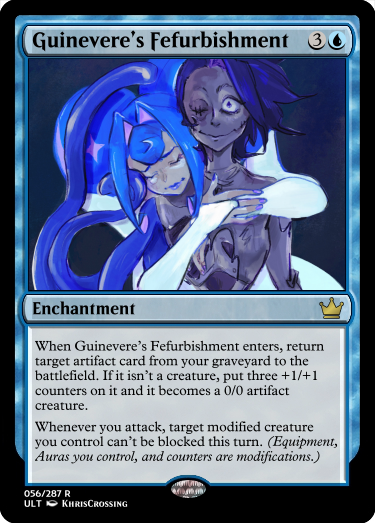 Guinevere's Fefurbishment 3
Enchantment
When Guinevere's Fefurbishment enters, return
target artifact card from your graveyard to the
battlefield. If it isn't a creature, put three +1/+1
counters on it and it becomes a 0/0 artifact
creature.
Whenever you attack, target modified creature
you control can't be blocked this turn. (Equipment,
Auras you control, and counters are modifications.)
056/287 R
ULT KhrisCrossing